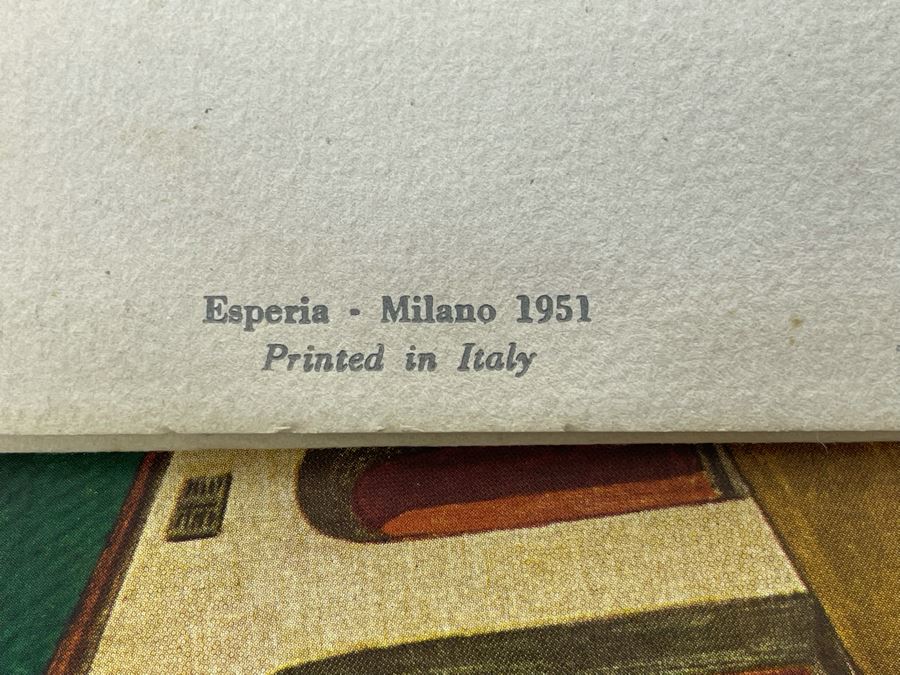 Esperia - Milano 1951
Printed in Italy